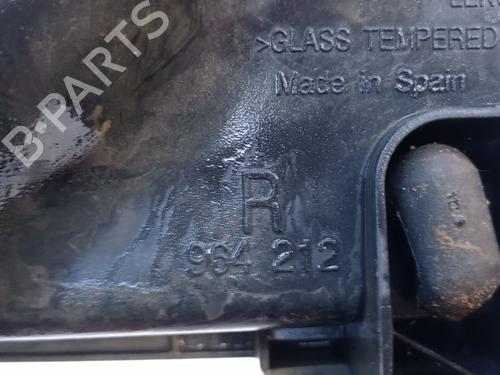 >GLASS TEMPERED
Made in Spain
R
964 212
B-PARTS